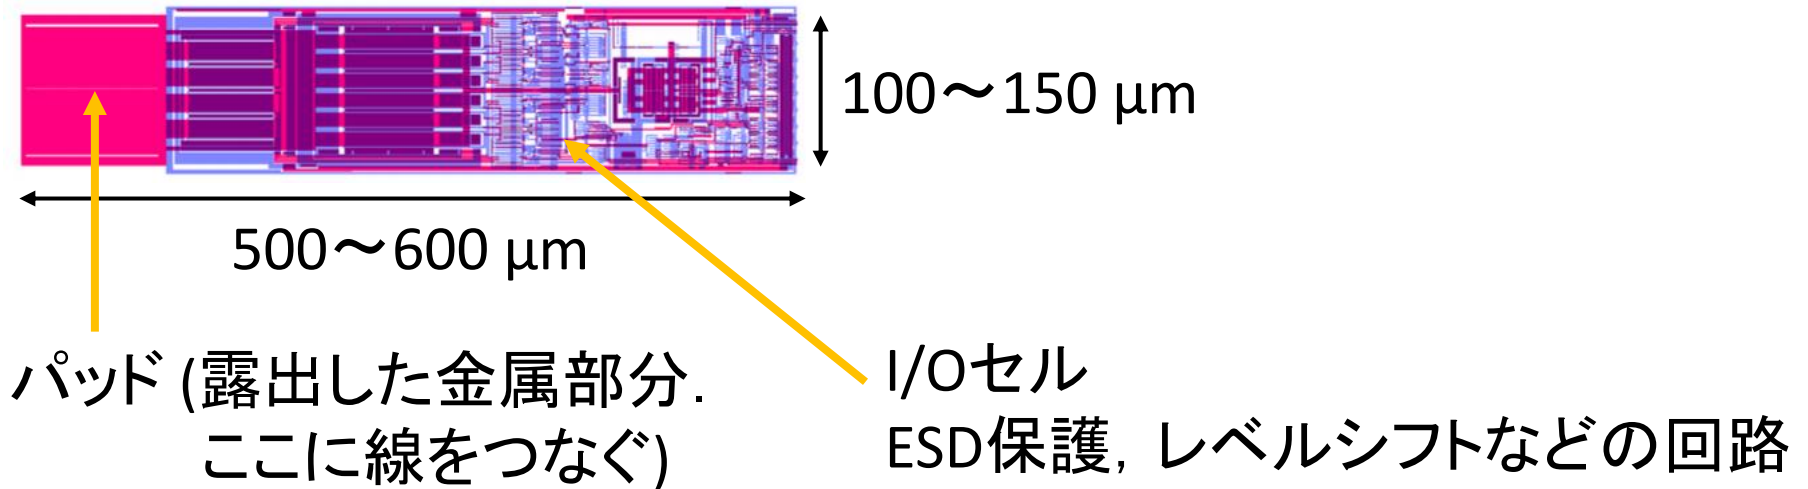 100～150 μm
500～600 μm
パッド (露出した金属部分.
ここに線をつなぐ)
I/Oセル
ESD保護, レベルシフトなどの回路